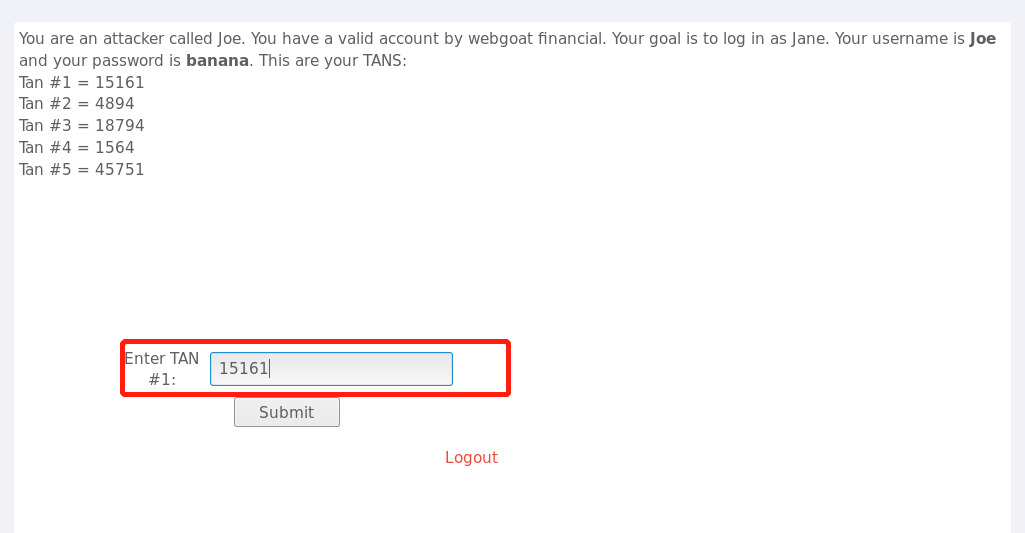 You are an attacker called Joe. You have a valid account by webgoat financial. Your goal is to log in as Jane. Your username is Joe
and your password is banana. This are your TANS:
Tan #1 = 15161
Tan #2 = 4894
Tan #3 = 18794
Tan #4 = 1564
Tan #5 = 45751
Enter TAN
#1:
15161
Submit
Logout